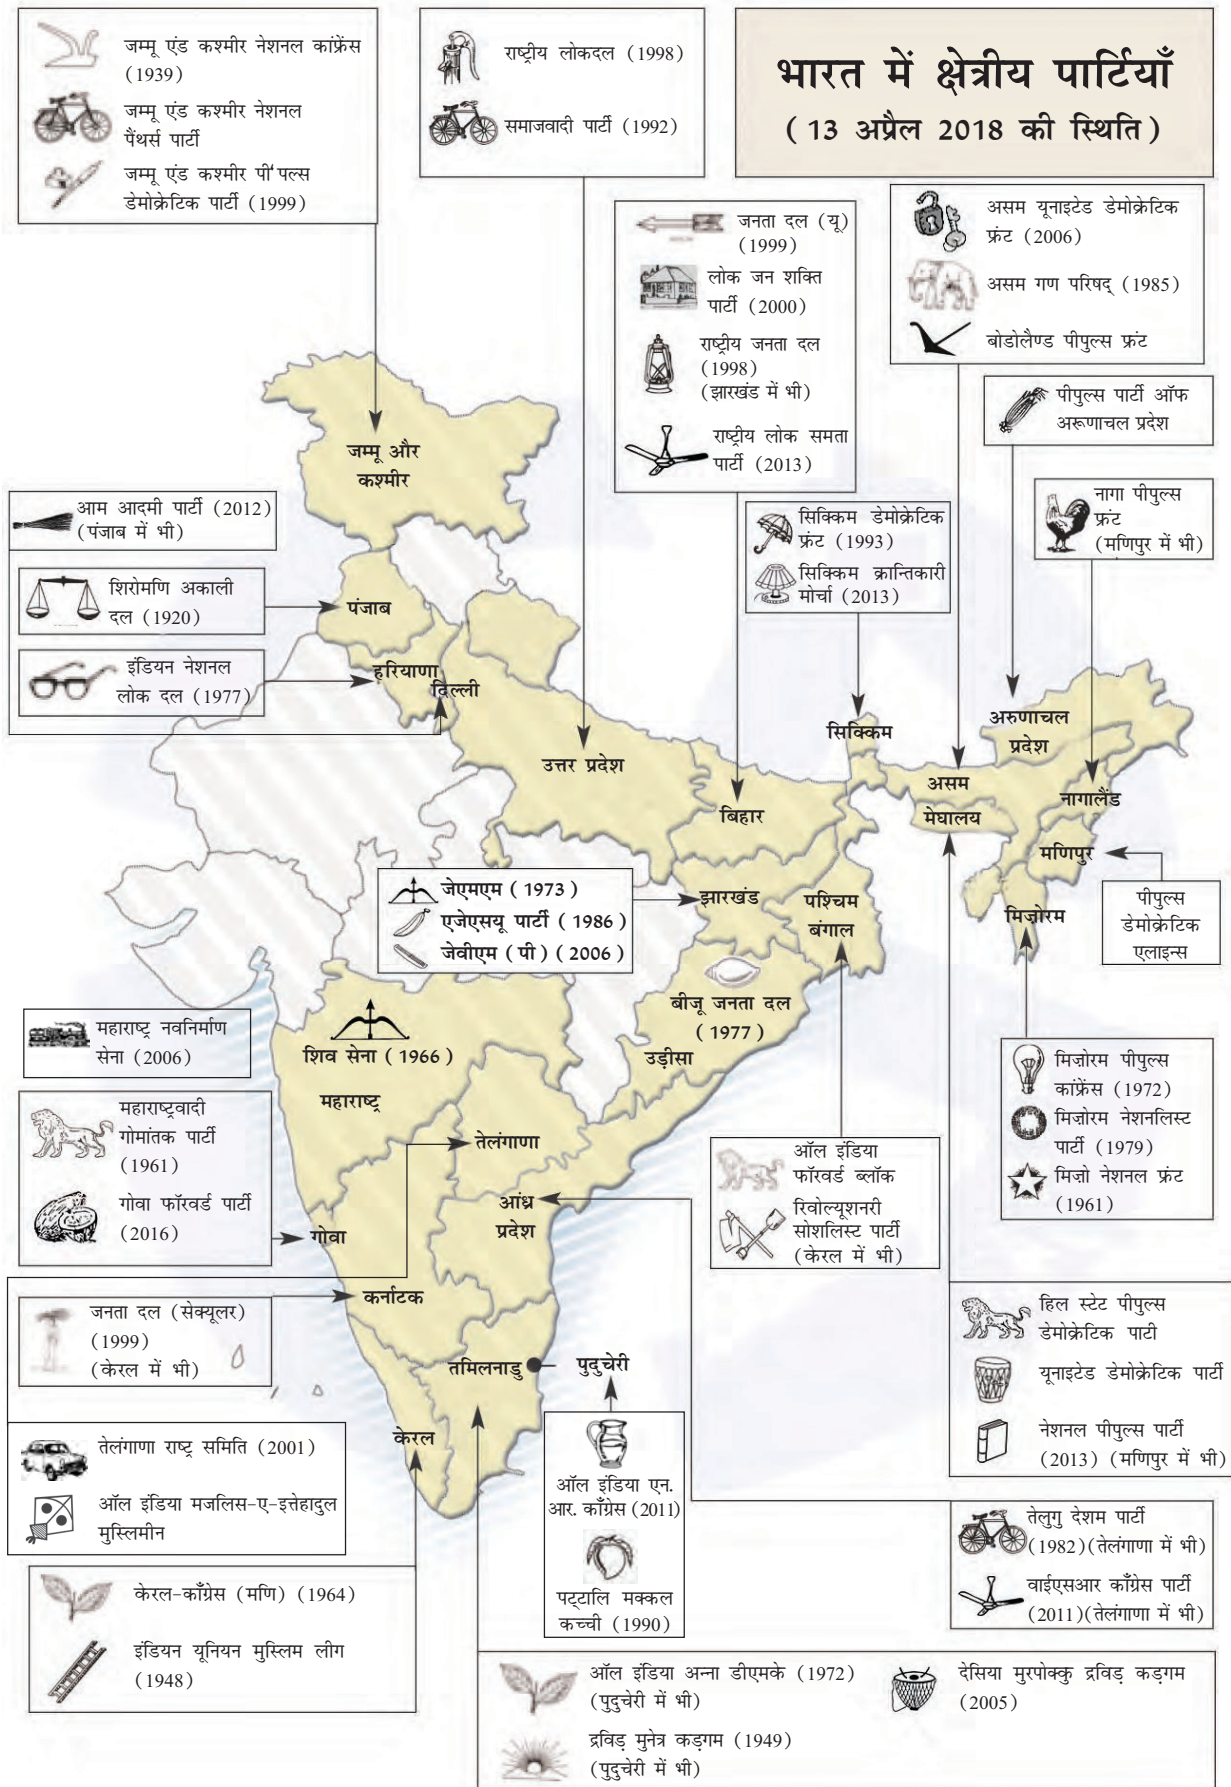 भारत में क्षेत्रीय पार्टियाँ
( 13 अप्रैल 2018 की स्थिति )
जम्मू एंड कश्मीर नेशनल कांफ्रेंस
(1939)
जम्मू एंड कश्मीर नेशनल
पैंथर्स पार्टी
जम्मू एंड कश्मीर पी'पल्स
डेमोक्रेटिक पार्टी (1999)
राष्ट्रीय लोकदल (1998)
समाजवादी पार्टी (1992)
जनता दल (यू)
(1999)
लोक जन शक्ति
पार्टी (2000)
राष्ट्रीय जनता दल
(1998)
(झारखंड में भी)
राष्ट्रीय लोक समता
पार्टी (2013)
असम यूनाइटेड डेमोक्रेटिक
फ्रंट (2006)
असम गण परिषद् (1985)
बोडोलैण्ड पीपुल्स फ्रंट
पीपुल्स पार्टी ऑफ
अरूणाचल प्रदेश
नागा पीपुल्स
फ्रंट
(मणिपुर में भी)
सिक्किम डेमोक्रेटिक
फ्रंट (1993)
सिक्किम क्रान्तिकारी
मोर्चा (2013)
आम आदमी पार्टी (2012)
(पंजाब में भी)
शिरोमणि अकाली
दल (1920)
इंडियन नेशनल
लोक दल (1977)
जम्मू और
कश्मीर
पंजाब
हरियाणा
दिल्ली
उत्तर प्रदेश
बिहार
सिक्किम
अरुणाचल
प्रदेश
असम
मेघालय
नागालैंड
मणिपुर
मिज़ोरम
पीपुल्स
डेमोक्रेटिक
एलाइन्स
जेएमएम ( 1973 )
एजेएसयू पार्टी ( 1986 )
जेवीएम ( पी ) ( 2006 )
झारखंड
पश्चिम
बंगाल
बीजू जनता दल
( 1977 )
उड़ीसा
शिव सेना ( 1966 )
महाराष्ट्र
महाराष्ट्र नवनिर्माण
सेना (2006)
महाराष्ट्रवादी
गोमांतक पार्टी
(1961)
गोवा फॉरवर्ड पार्टी
(2016)
तेलंगाणा
आंध्र
प्रदेश
गोवा
कर्नाटक
ऑल इंडिया
फॉरवर्ड ब्लॉक
रिवोल्यूशनरी
सोशलिस्ट पार्टी
(केरल में भी)
मिज़ोरम पीपुल्स
कांफ्रेंस (1972)
मिज़ोरम नेशनलिस्ट
पार्टी (1979)
मिज़ो नेशनल फ्रंट
(1961)
जनता दल (सेक्यूलर)
(1999)
(केरल में भी)
तमिलनाडु
पुदुचेरी
केरल
हिल स्टेट पीपुल्स
डेमोक्रेटिक पाटी
यूनाइटेड डेमोक्रेटिक पार्टी
नेशनल पीपुल्स पार्टी
(2013) (मणिपुर में भी)
तेलंगाणा राष्ट्र समिति (2001)
ऑल इंडिया मजलिस-ए-इत्तेहादुल
मुस्लिमीन
ऑल इंडिया एन.
आर. काँग्रेस (2011)
पट्टालि मक्कल
कच्ची (1990)
तेलुगु देशम पार्टी
(1982)(तेलंगाणा में भी)
वाईएसआर काँग्रेस पार्टी
(2011)(तेलंगाणा में भी)
केरल-काँग्रेस (मणि) (1964)
इंडियन यूनियन मुस्लिम लीग
(1948)
ऑल इंडिया अन्ना डीएमके (1972)
(पुदुचेरी में भी)
द्रविड़ मुनेत्र कड़गम (1949)
(पुदुचेरी में भी)
देसिया मुरपोक्कु द्रविड़ कड़गम
(2005)